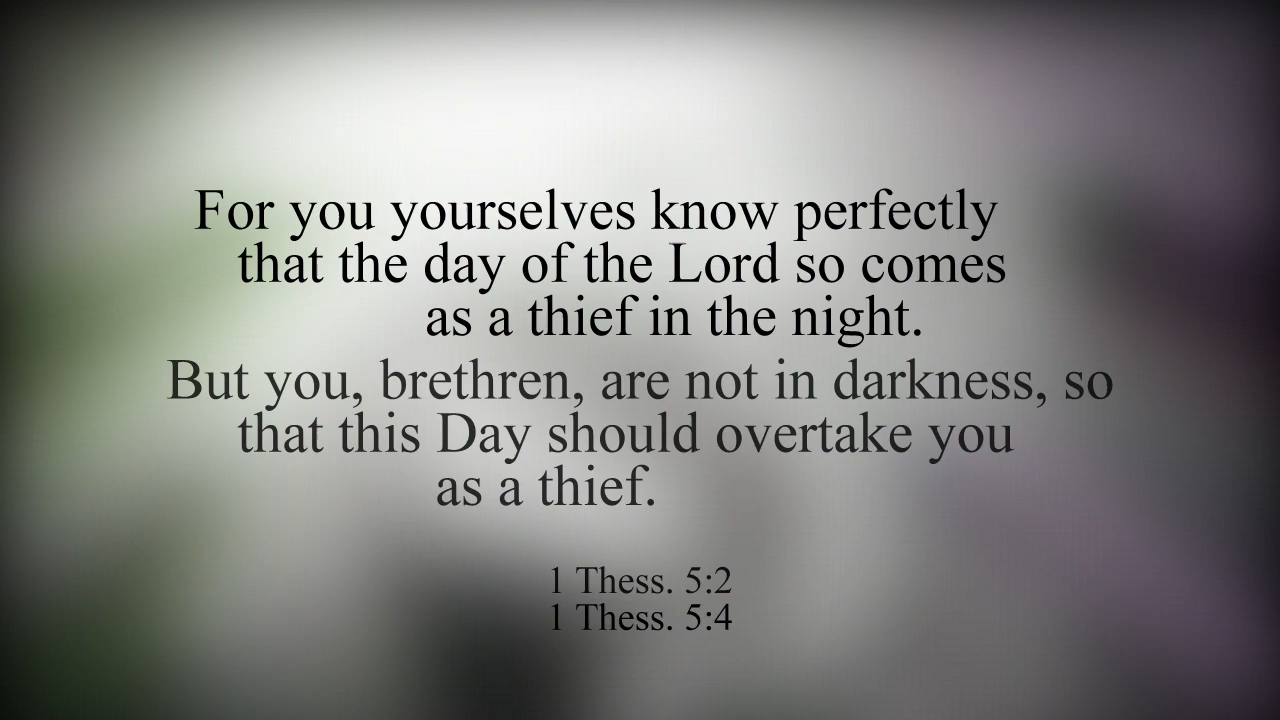 For you yourselves know perfectly
that the day of the Lord so comes
as a thief in the night.
But you, brethren, are not in darkness, so
that this Day should overtake you
as a thief.
1 Thess. 5:2
1 Thess. 5:4